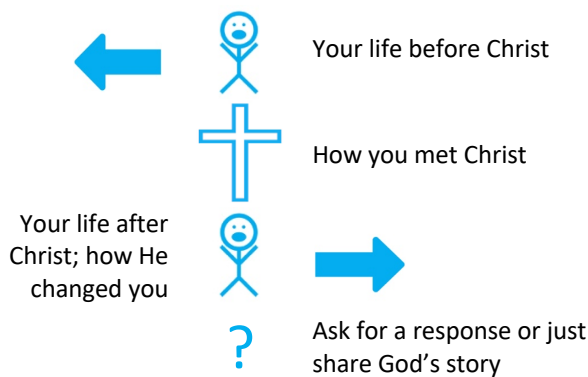 Your life before Christ
How you met Christ
Your life after
Christ; how He
changed you
?
Ask for a response or just
share God’s story